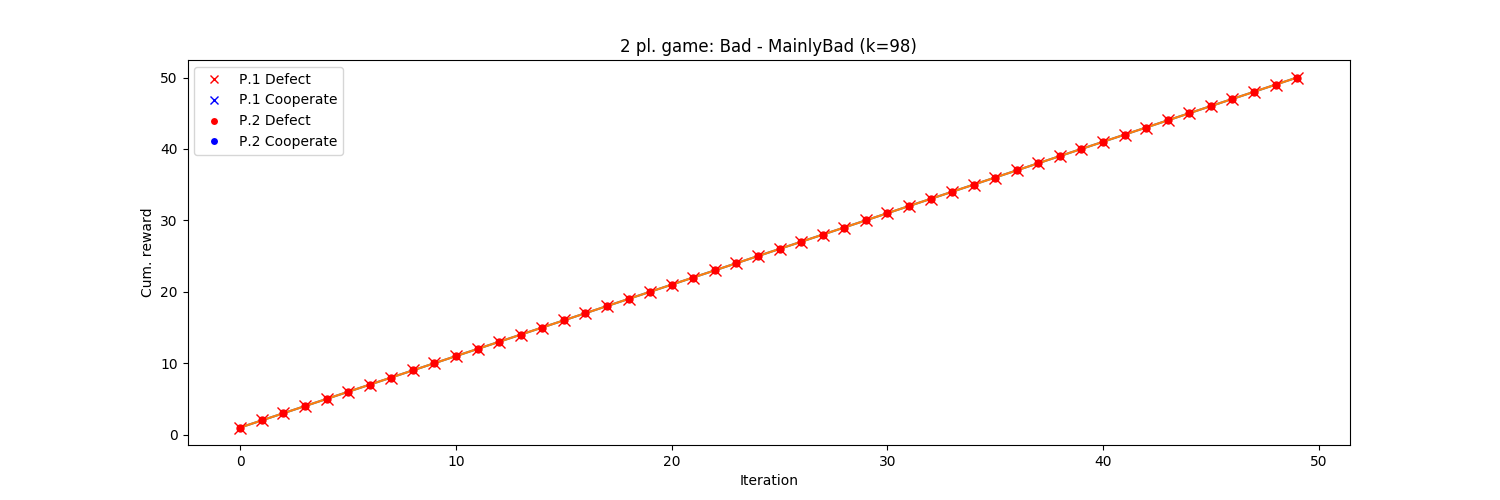 2 pl. game: Bad - MainlyBad (k=98)
P.1 Defect
P.1 Cooperate
P.2 Defect
P.2 Cooperate
Cum. reward
50
40
30
20
10
0
0 10 20 30 40 50
Iteration